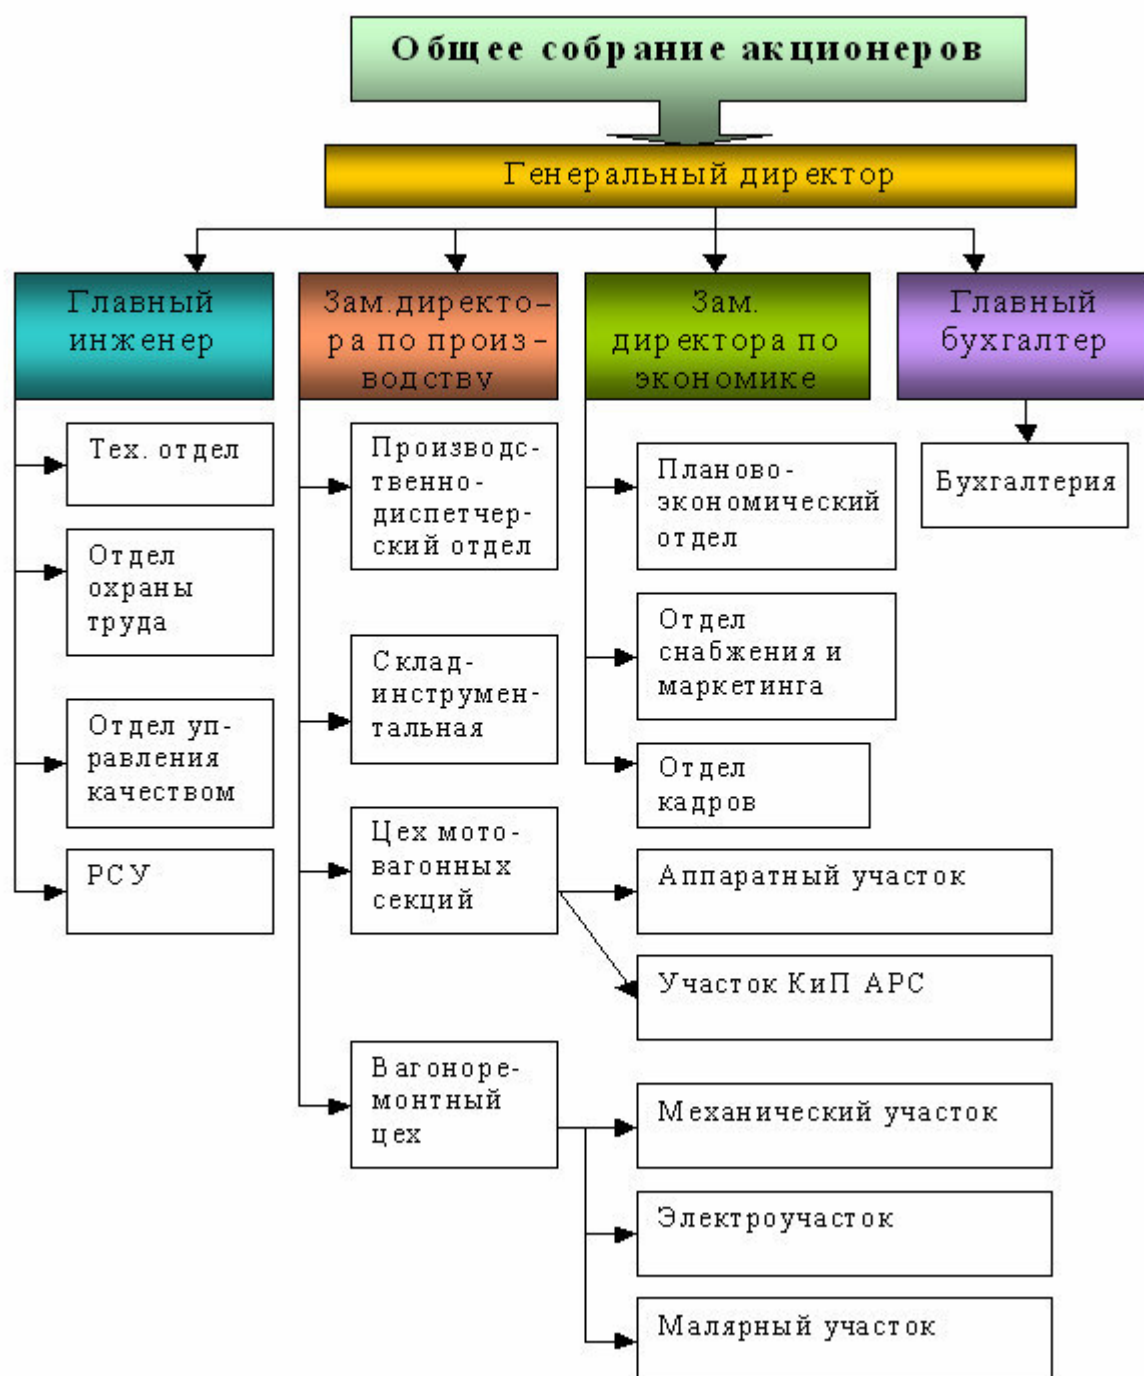 Общее собрание акционеров
Генеральный директор
Главный
инженер
Зам.директо-
ра по произ-
водству
Зам.
директора по
экономике
Главный
бухгалтер
Тех. отдел
Отдел
охраны
труда
Отдел уп-
равления
качеством
РСУ
Производс-
твенно-
диспетчер-
ский отдел
Склад-
инструмен-
тальная
Цех мото-
вагонных
секций
Вагоноре-
монтный
цех
Планово-
экономический
отдел
Отдел
снабжения и
маркетинга
Отдел
кадров
Аппаратный участок
Участок КиП АРС
Механический участок
Электроучасток
Малярный участок
Бухгалтерия